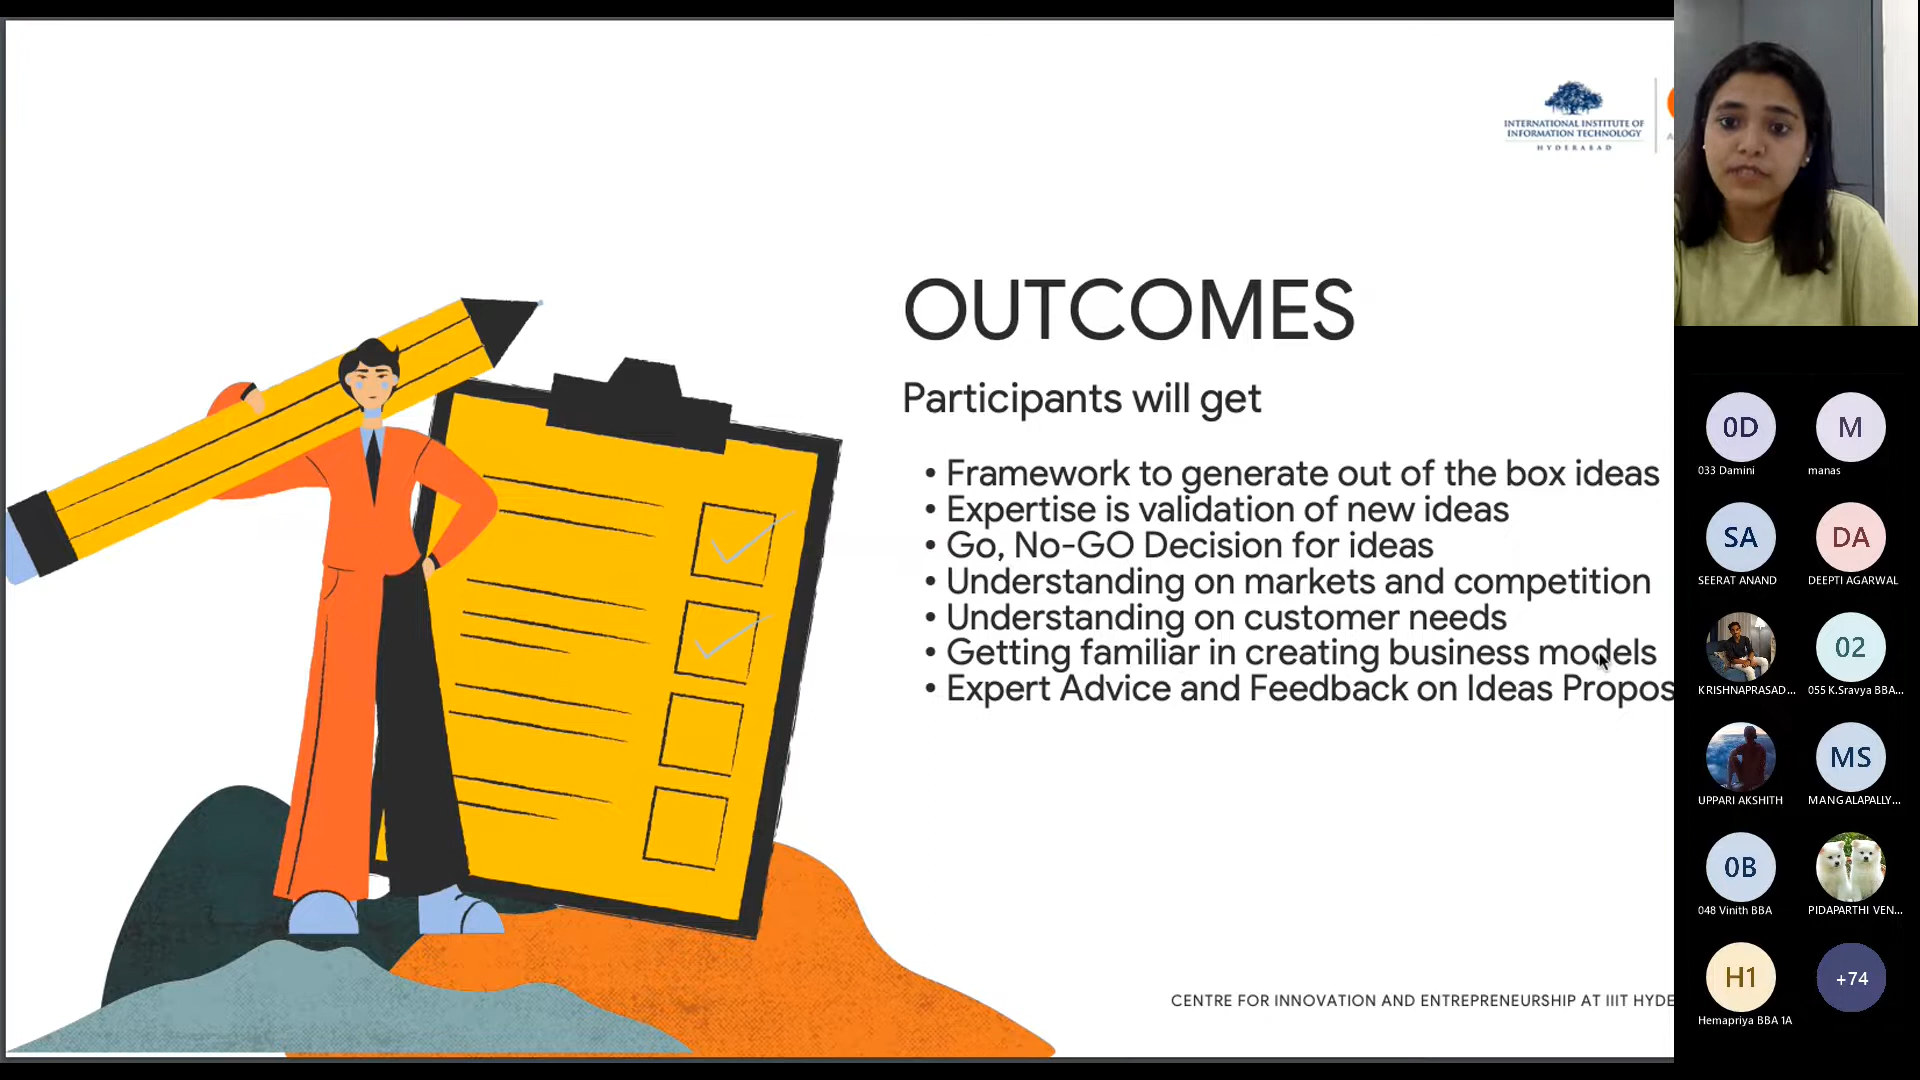 INTERNATIONAL INSTITUTE OF
INFORMATION TECHNOLOGY
HYDERABAD
OUTCOMES
Participants will get
• Framework to generate out of the box ideas
• Expertise is validation of new ideas
• Go, No-GO Decision for ideas
• Understanding on markets and competition
• Understanding on customer needs
• Getting familiar in creating business models
• Expert Advice and Feedback on Ideas Propos
CENTRE FOR INNOVATION AND ENTREPRENEURSHIP AT IIIT HYDE
0D
M
033 Damini
manas
SA
DA
SEERAT ANAND
DEEPTI AGARWAL
02
KRISHNAPRASAD...
055 K.Sravya BBA...
MS
UPPARI AKSHITH
MANGALAPALLY...
0B
048 Vinith BBA
PIDAPARTHI VEN...
H1
+74
Hemapriya BBA 1A